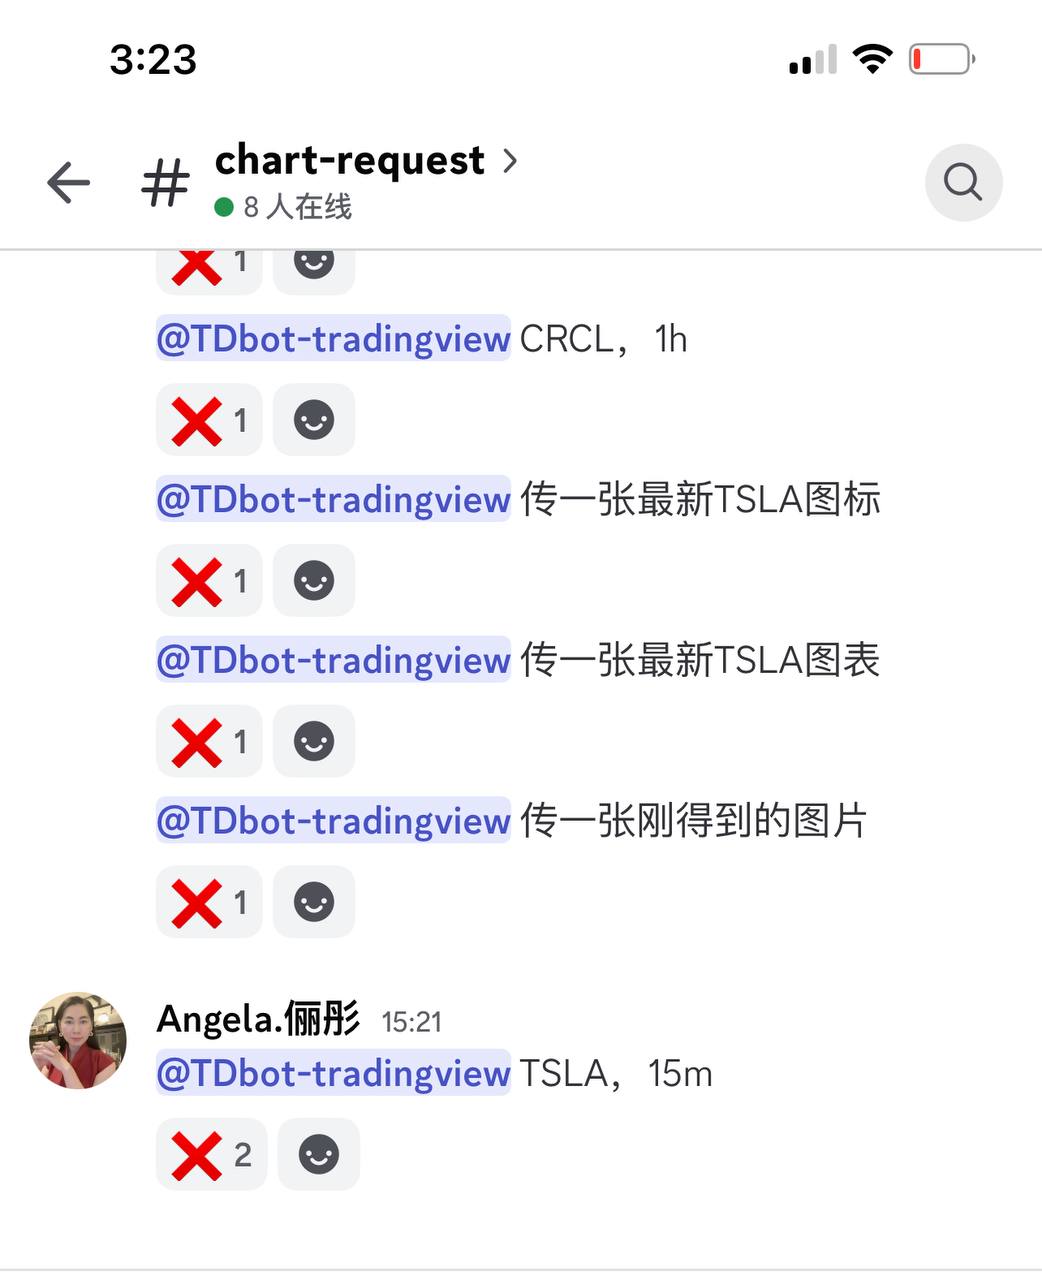 3:23
chart-request
8 人在线
1
@TDbot-tradingview CRCL，1h
1
@TDbot-tradingview 传一张最新TSLA图标
1
@TDbot-tradingview 传一张最新TSLA图表
1
@TDbot-tradingview 传一张刚得到的图片
1
Angela.俪彤 15:21
@TDbot-tradingview TSLA，15m
2